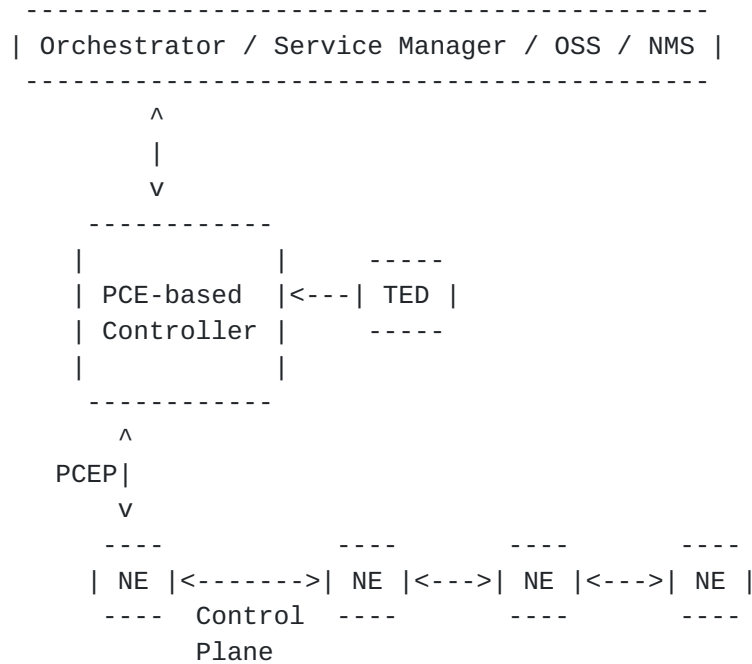 Orchestrator / Service Manager / OSS / NMS
PCE-based
Controller
TED
PCEP
NE NE NE NE
Control
Plane